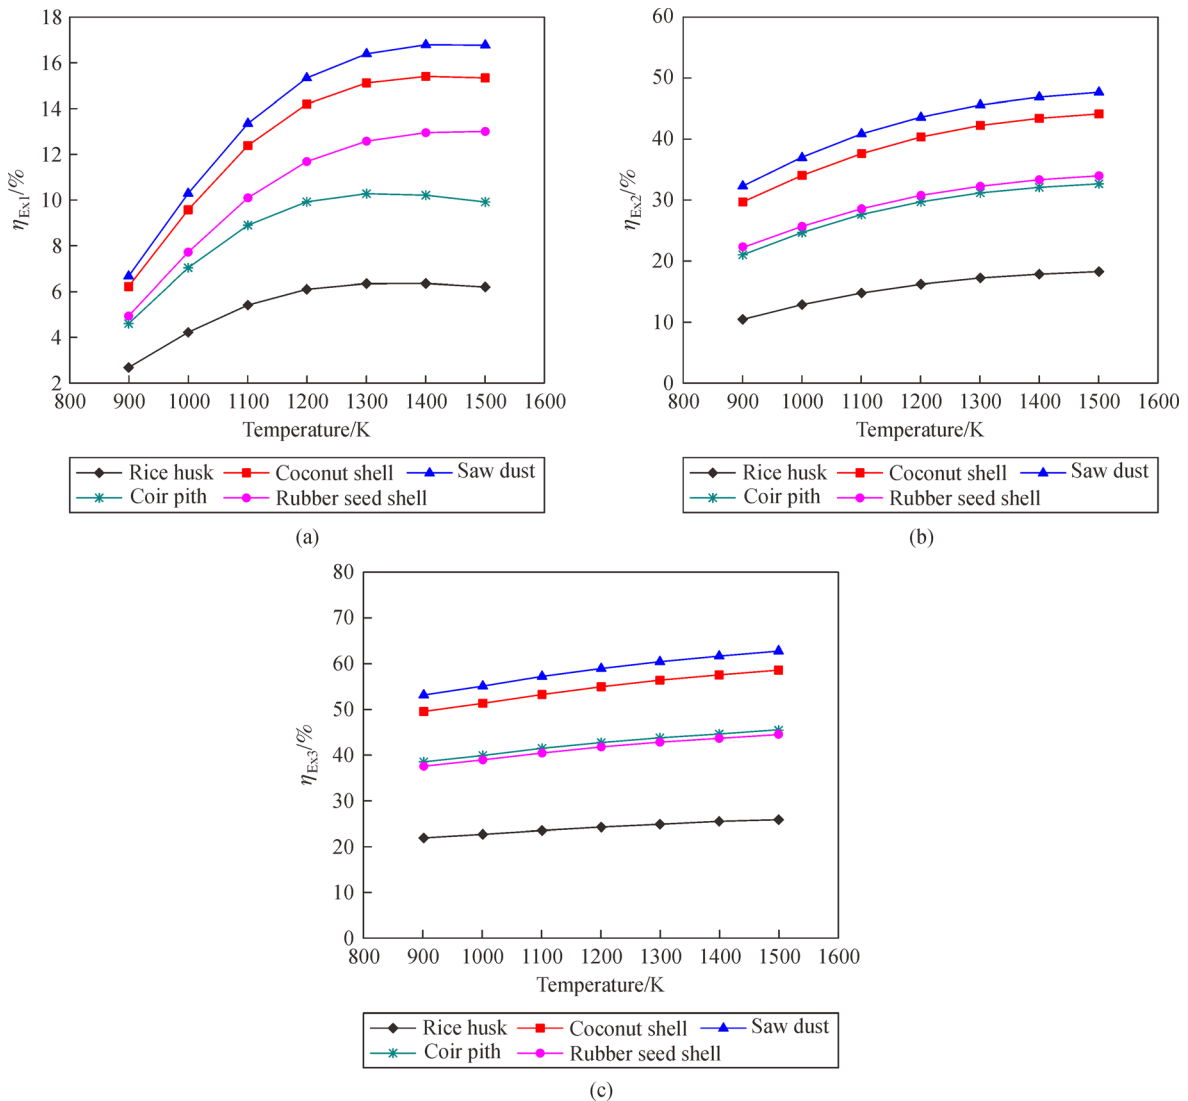 18
16
14
12
10
8
6
4
2
ηEx1/%
800 900 1000 1100 1200 1300 1400 1500 1600
Temperature/K
Rice husk Coconut shell Saw dust
Coir pith Rubber seed shell
(a)
60
50
40
30
20
10
0
ηEx2/%
800 900 1000 1100 1200 1300 1400 1500 1600
Temperature/K
Rice husk Coconut shell Saw dust
Coir pith Rubber seed shell
(b)
80
70
60
50
40
30
20
10
0
ηEx3/%
800 900 1000 1100 1200 1300 1400 1500 1600
Temperature/K
Rice husk Coconut shell Saw dust
Coir pith Rubber seed shell
(c)